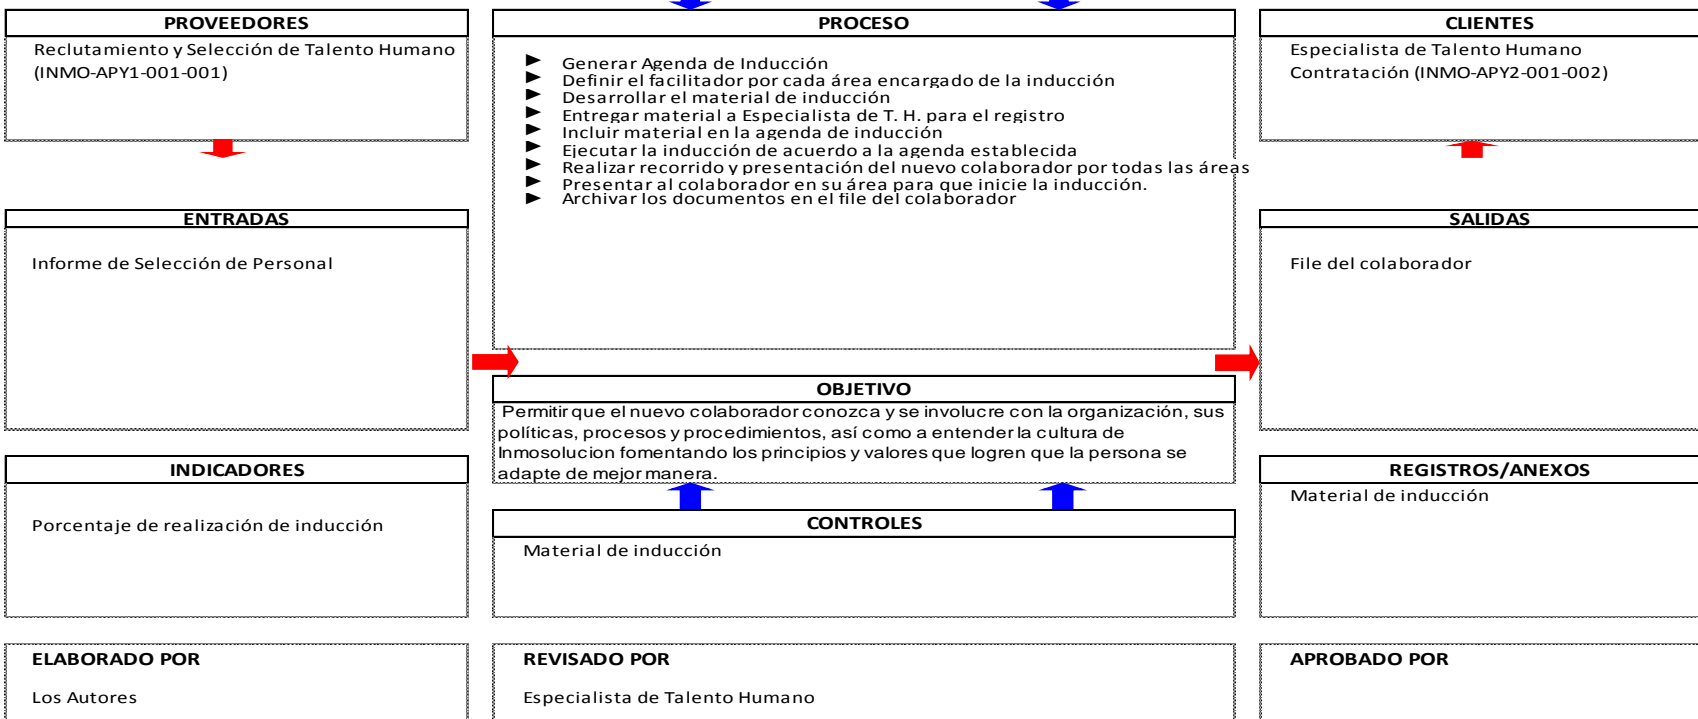 PROVEEDORES
Reclutamiento y Selección de Talento Humano
(INMO-APY1-001-001)
PROCESO
► Generar Agenda de Inducción
► Definir el facilitador por cada área encargado de la inducción
► Desarrollar el material de inducción
► Entregar material a Especialista de T. H. para el registro
► Incluir material en la agenda de inducción
► Ejecutar la inducción de acuerdo a la agenda establecida
► Realizar recorrido y presentación del nuevo colaborador por todas las áreas
► Presentar al colaborador en su área para que inicie la inducción.
► Archivar los documentos en el file del colaborador
CLIENTES
Especialista de Talento Humano
Contratación (INMO-APY2-001-002)
ENTRADAS
Informe de Selección de Personal
SALIDAS
File del colaborador
OBJETIVO
Permitir que el nuevo colaborador conozca y se involucre con la organización, sus
políticas, procesos y procedimientos, así como a entender la cultura de
Inmosolucion fomentando los principios y valores que logren que la persona se
adapte de mejor manera.
INDICADORES
Porcentaje de realización de inducción
CONTROLES
Material de inducción
REGISTROS/ANEXOS
Material de inducción
ELABORADO POR
Los Autores
REVISADO POR
Especialista de Talento Humano
APROBADO POR